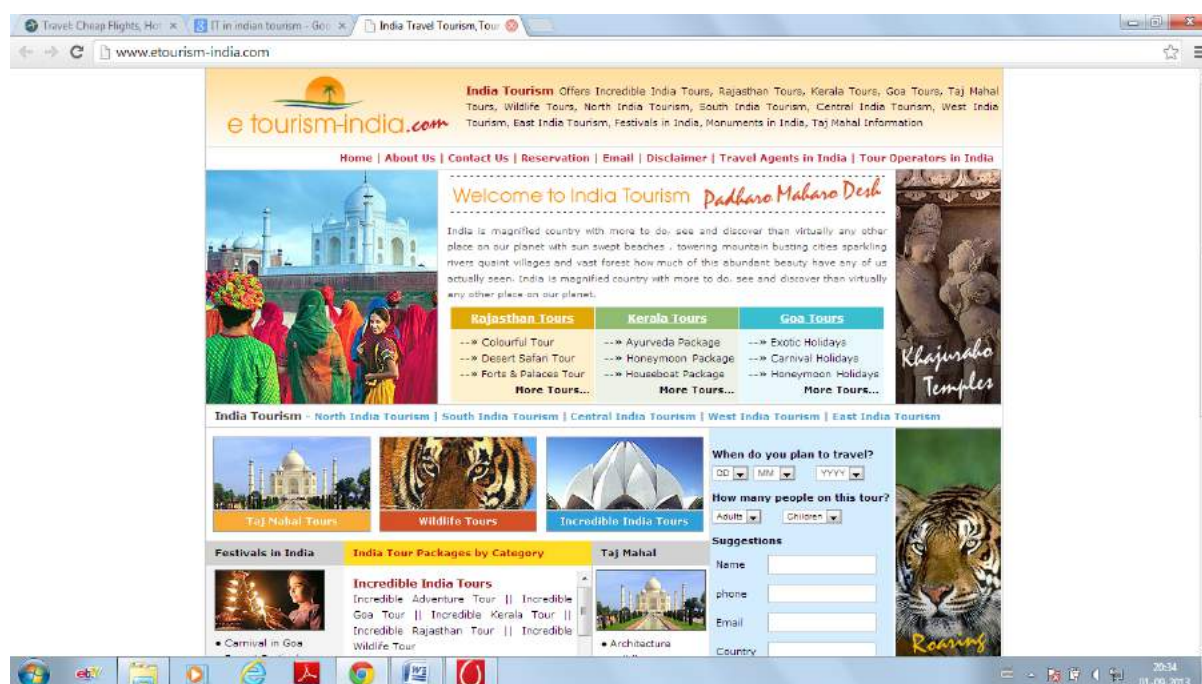 Travel: Cheap Flights, Hot
IT in indian tourism - Goo
India Travel Tourism, Tour
www.etourism-india.com
e tourism-india.com
India Tourism Offers Incredible India Tours, Rajasthan Tours, Kerala Tours, Goa Tours, Taj Mahal
Tours, Wildlife Tours, North India Tourism, South India Tourism, Central India Tourism, West India
Tourism, East India Tourism, Festivals in India, Monuments in India, Taj Mahal Information
Home | About Us | Contact Us | Reservation | Email | Disclaimer | Travel Agents in India | Tour Operators in India
Welcome to India Tourism Padharo Maharo Desh
India is magnified country with more to do, see and discover than virtually any other
place on our planet with sun swept beaches , towering mountain busting cities sparkling
rivers quaint villages and vast forest how much of this abundant beauty have any of us
actually seen. India is magnified country with more to do, see and discover than virtually
any other place on our planet.
Rajasthan Tours
---» Colourful Tour
---» Desert Safari Tour
---» Forts & Palaces Tour
More Tours...
Kerala Tours
---» Ayurveda Package
---» Honeymoon Package
---» Houseboat Package
More Tours...
Goa Tours
---» Exotic Holidays
---» Carnival Holidays
---» Honeymoon Holidays
More Tours...
Khajuraho
Temples
India Tourism - North India Tourism | South India Tourism | Central India Tourism | West India Tourism | East India Tourism
Taj Mahal Tours
Wildlife Tours
Incredible India Tours
When do you plan to travel?
DD MM YYYY
How many people on this tour?
Adults Children
Suggestions
Name
phone
Email
Country
Roaring
Festivals in India
• Carnival in Goa
India Tour Packages by Category
Incredible India Tours
Incredible Adventure Tour || Incredible
Goa Tour || Incredible Kerala Tour ||
Incredible Rajasthan Tour || Incredible
Wildlife Tour
Taj Mahal
• Architecture
ebY
20:34
01-09-2013